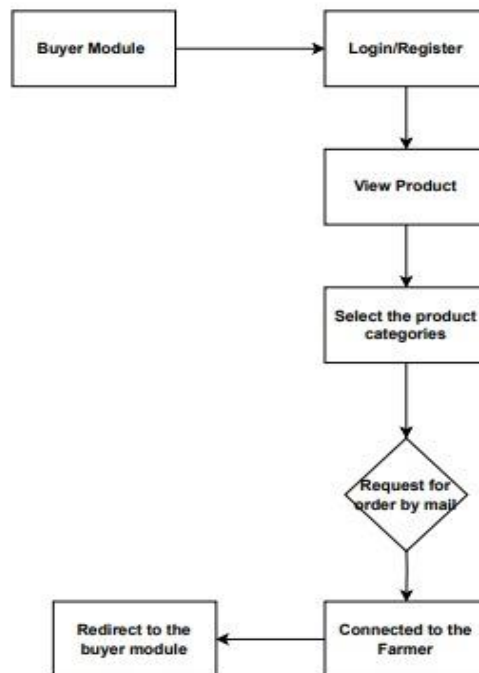 Buyer Module
Login/Register
View Product
Select the product
categories
Request for
order by mail
Connected to the
Farmer
Redirect to the
buyer module